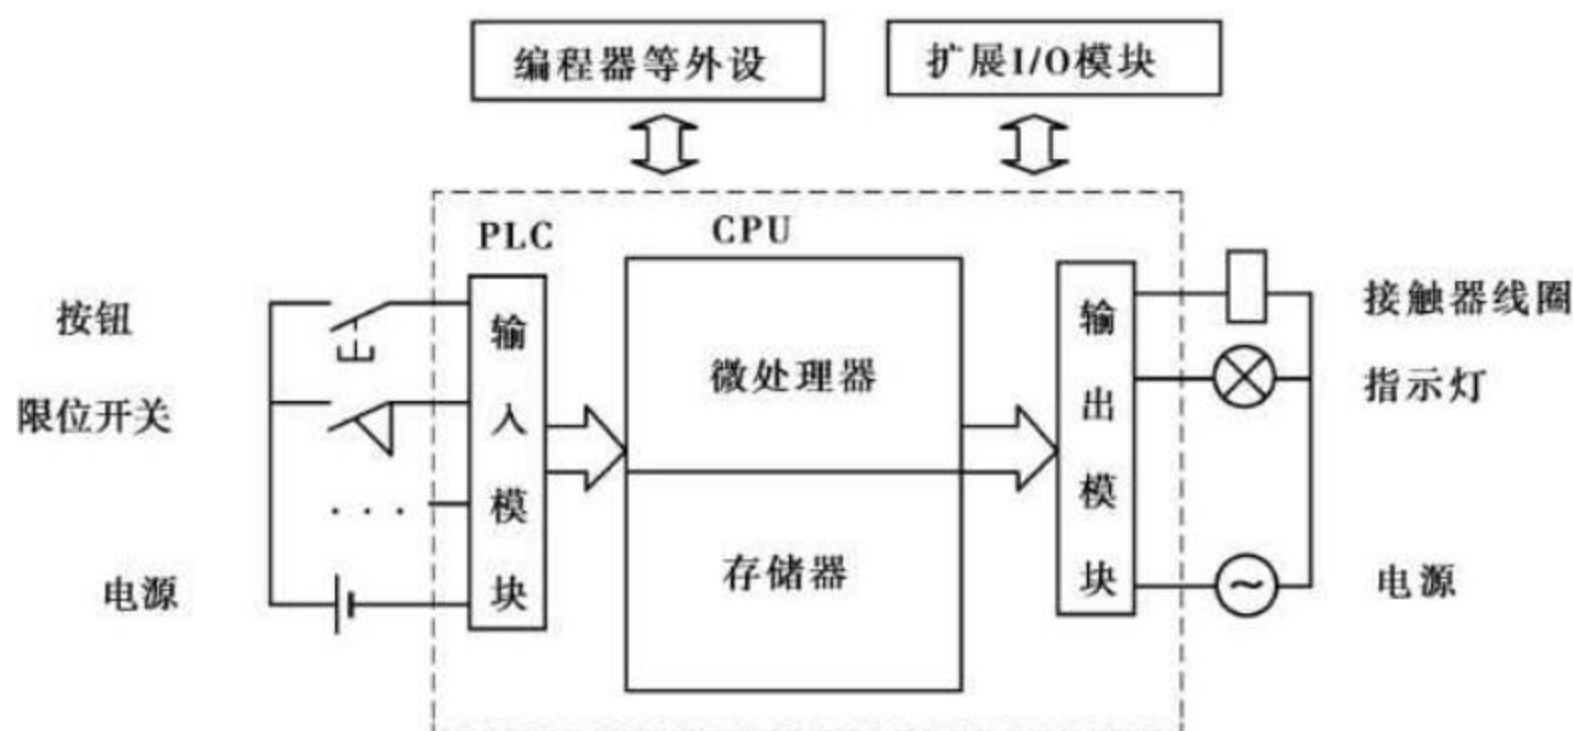 编程器等外设
扩展I/O模块
PLC
CPU
按钮
限位开关
. . .
电源
输入模块
微处理器
存储器
输出模块
接触器线圈
指示灯
~
电源